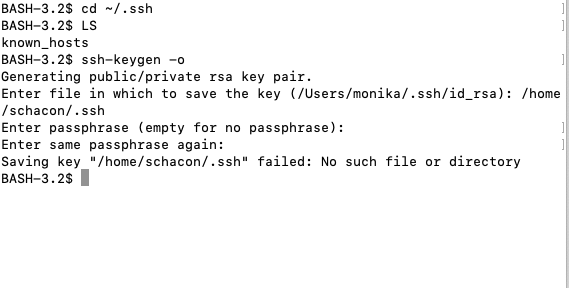 BASH-3.2$ cd ~/.ssh
BASH-3.2$ LS
known_hosts
BASH-3.2$ ssh-keygen -o
Generating public/private rsa key pair.
Enter file in which to save the key (/Users/monika/.ssh/id_rsa): /home
/schacon/.ssh
Enter passphrase (empty for no passphrase):
Enter same passphrase again:
Saving key "/home/schacon/.ssh" failed: No such file or directory
BASH-3.2$